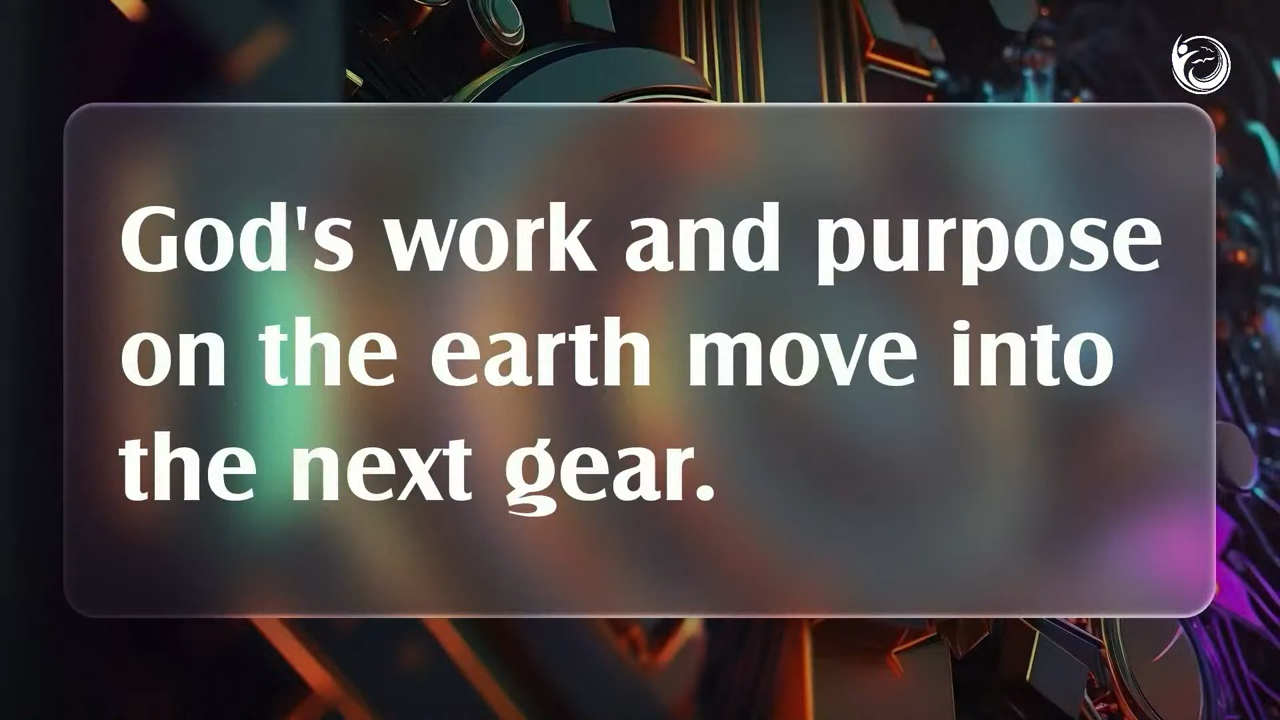 God's work and purpose
on the earth move into
the next gear.